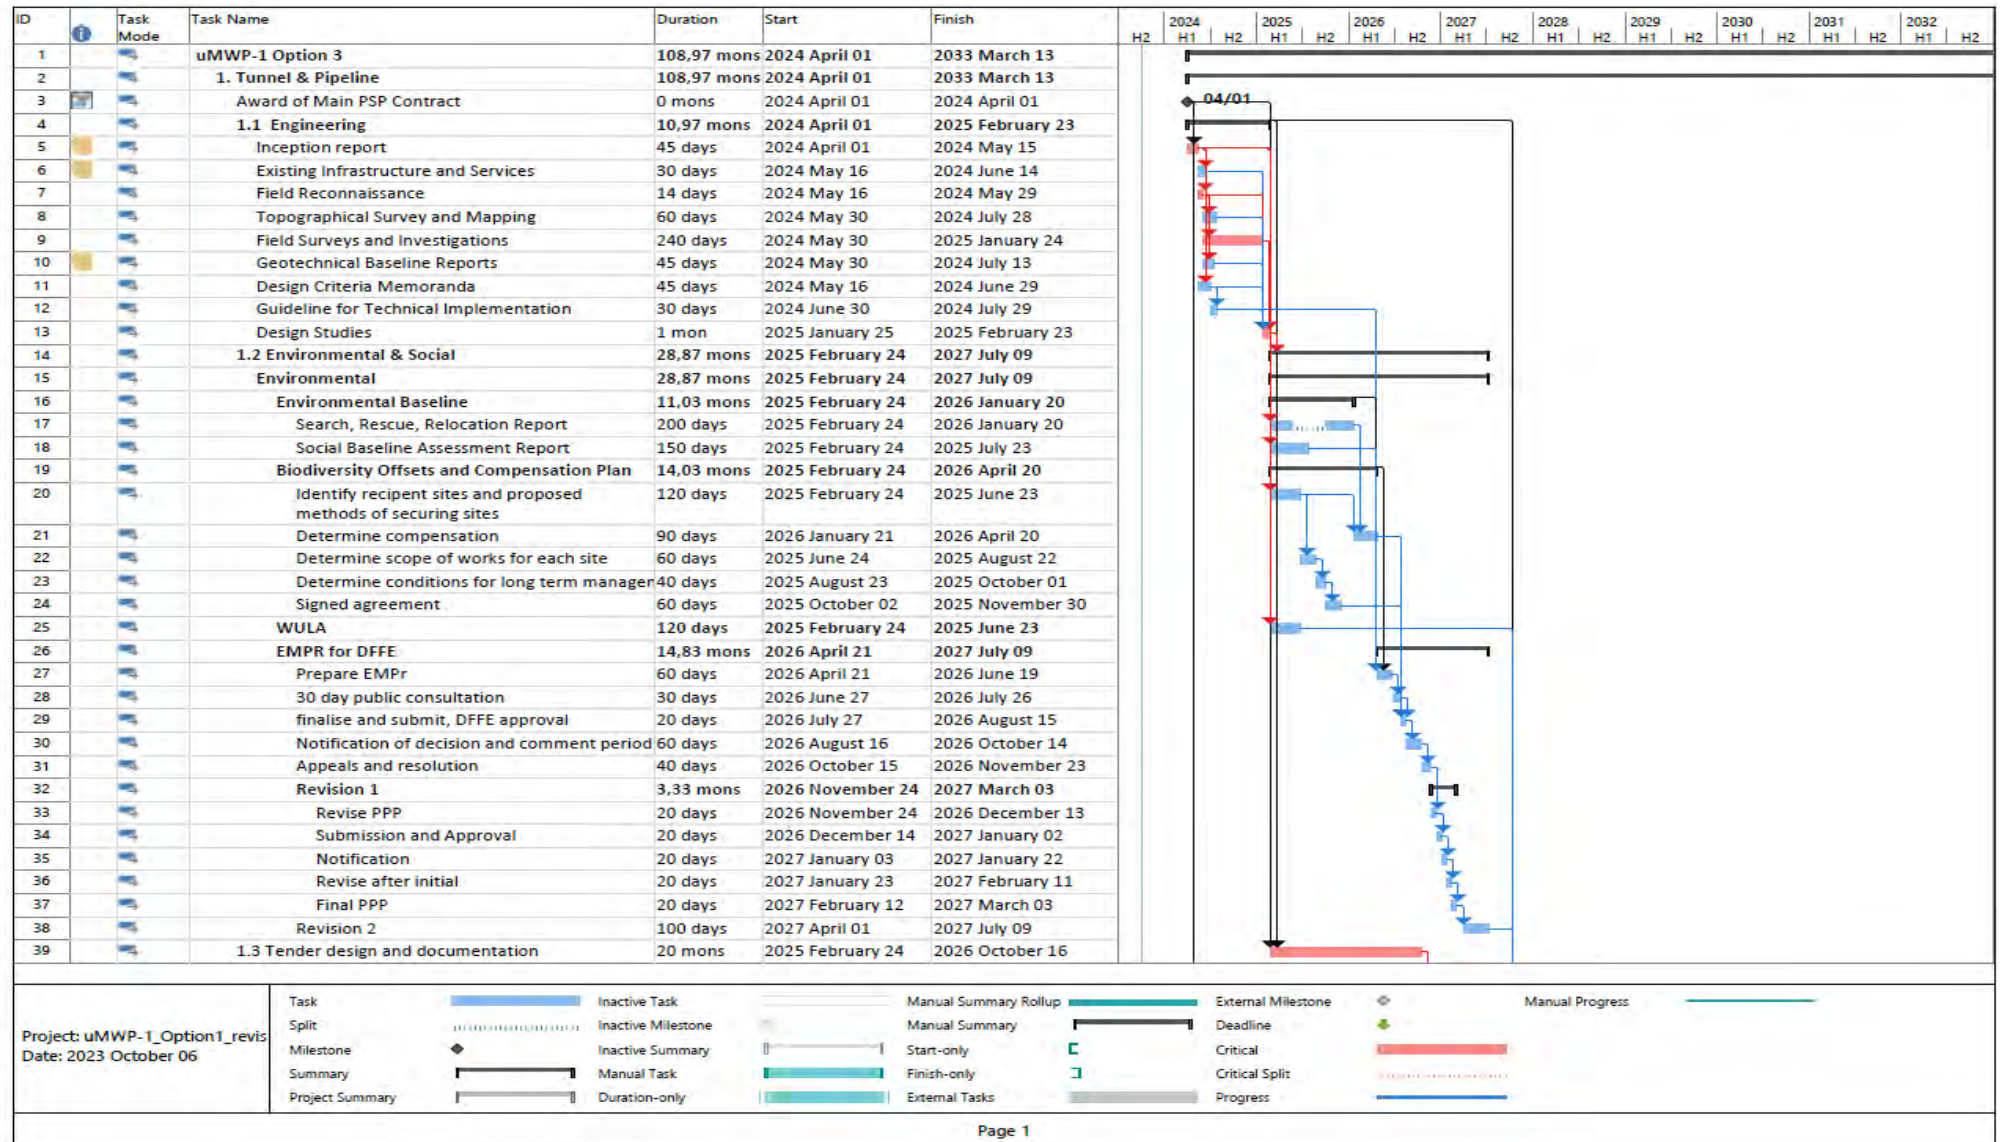 ID Task Mode Task Name Duration Start Finish 2024 2025 2026 2027 2028 2029 2030 2031 2032
H2 H1 H2 H1 H2 H1 H2 H1 H2 H1 H2 H1 H2 H1 H2 H1 H2 H1 H2
1 uMWP-1 Option 3 108,97 mons 2024 April 01 2033 March 13
2 1. Tunnel & Pipeline 108,97 mons 2024 April 01 2033 March 13
3 Award of Main PSP Contract 0 mons 2024 April 01 2024 April 01 04/01
4 1.1 Engineering 10,97 mons 2024 April 01 2025 February 23
5 Inception report 45 days 2024 April 01 2024 May 15
6 Existing Infrastructure and Services 30 days 2024 May 16 2024 June 14
7 Field Reconnaissance 14 days 2024 May 16 2024 May 29
8 Topographical Survey and Mapping 60 days 2024 May 30 2024 July 28
9 Field Surveys and Investigations 240 days 2024 May 30 2025 January 24
10 Geotechnical Baseline Reports 45 days 2024 May 30 2024 July 13
11 Design Criteria Memoranda 45 days 2024 May 16 2024 June 29
12 Guideline for Technical Implementation 30 days 2024 June 30 2024 July 29
13 Design Studies 1 mon 2025 January 25 2025 February 23
14 1.2 Environmental & Social 28,87 mons 2025 February 24 2027 July 09
15 Environmental 28,87 mons 2025 February 24 2027 July 09
16 Environmental Baseline 11,03 mons 2025 February 24 2026 January 20
17 Search, Rescue, Relocation Report 200 days 2025 February 24 2026 January 20
18 Social Baseline Assessment Report 150 days 2025 February 24 2025 July 23
19 Biodiversity Offsets and Compensation Plan 14,03 mons 2025 February 24 2026 April 20
20 Identify recipent sites and proposed 120 days 2025 February 24 2025 June 23
methods of securing sites
21 Determine compensation 90 days 2026 January 21 2026 April 20
22 Determine scope of works for each site 60 days 2025 June 24 2025 August 22
23 Determine conditions for long term manager 40 days 2025 August 23 2025 October 01
24 Signed agreement 60 days 2025 October 02 2025 November 30
25 WULA 120 days 2025 February 24 2025 June 23
26 EMPR for DFFE 14,83 mons 2026 April 21 2027 July 09
27 Prepare EMPr 60 days 2026 April 21 2026 June 19
28 30 day public consultation 30 days 2026 June 27 2026 July 26
29 finalise and submit, DFFE approval 20 days 2026 July 27 2026 August 15
30 Notification of decision and comment period 60 days 2026 August 16 2026 October 14
31 Appeals and resolution 40 days 2026 October 15 2026 November 23
32 Revision 1 3,33 mons 2026 November 24 2027 March 03
33 Revise PPP 20 days 2026 November 24 2026 December 13
34 Submission and Approval 20 days 2026 December 14 2027 January 02
35 Notification 20 days 2027 January 03 2027 January 22
36 Revise after initial 20 days 2027 January 23 2027 February 11
37 Final PPP 20 days 2027 February 12 2027 March 03
38 Revision 2 100 days 2027 April 01 2027 July 09
39 1.3 Tender design and documentation 20 mons 2025 February 24 2026 October 16
Project: uMWP-1_Option1_revis
Date: 2023 October 06
Task Inactive Task Manual Summary Rollup External Milestone Manual Progress
Split Inactive Milestone Manual Summary Deadline
Milestone Inactive Summary Start-only Critical
Summary Manual Task Finish-only Critical Split
Project Summary Duration-only External Tasks Progress
Page 1